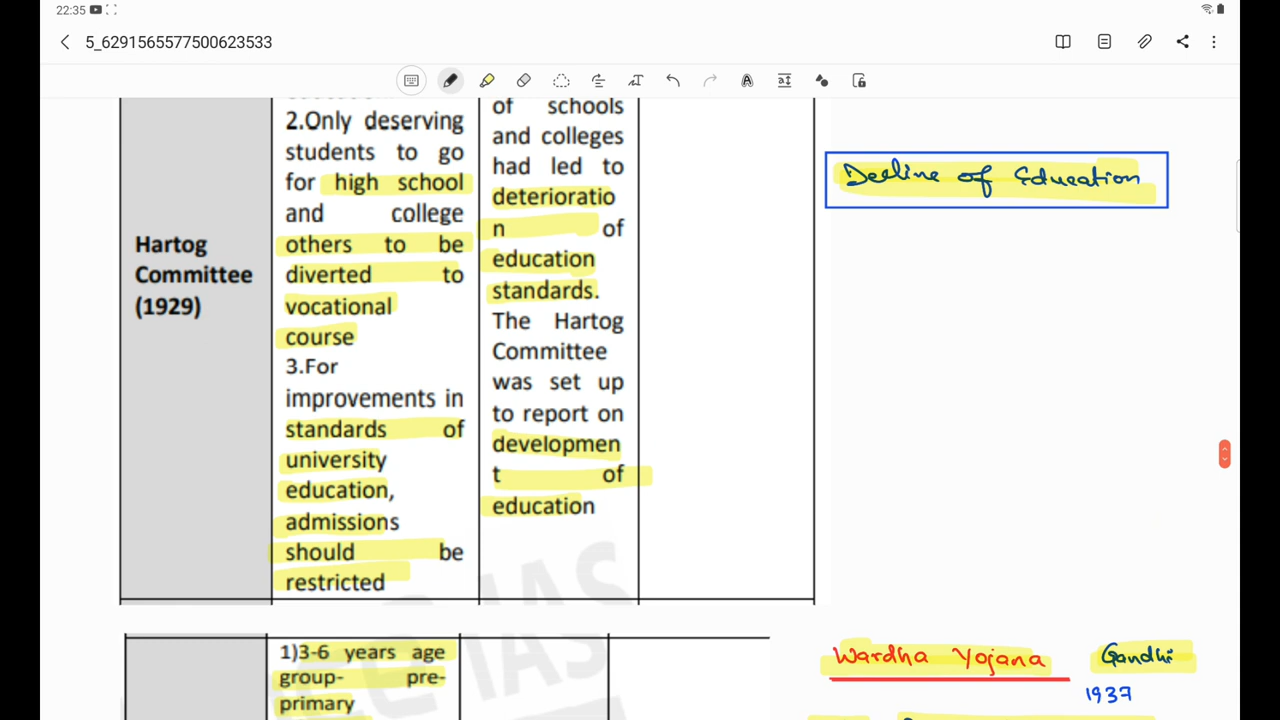 22:35
5_6291565577500623533
2.Only deserving
students to go
for high school
and college
others to be
diverted to
vocational
course
3.For
improvements in
standards of
university
education,
admissions
should be
restricted
Hartog
Committee
(1929)
of schools
and colleges
had led to
deterioratio
n of
education
standards.
The Hartog
Committee
was set up
to report on
developmen
t of
education
Decline of Education
1)3-6 years age
group- pre-
primary
Wardha Yojana Gandhi
1937